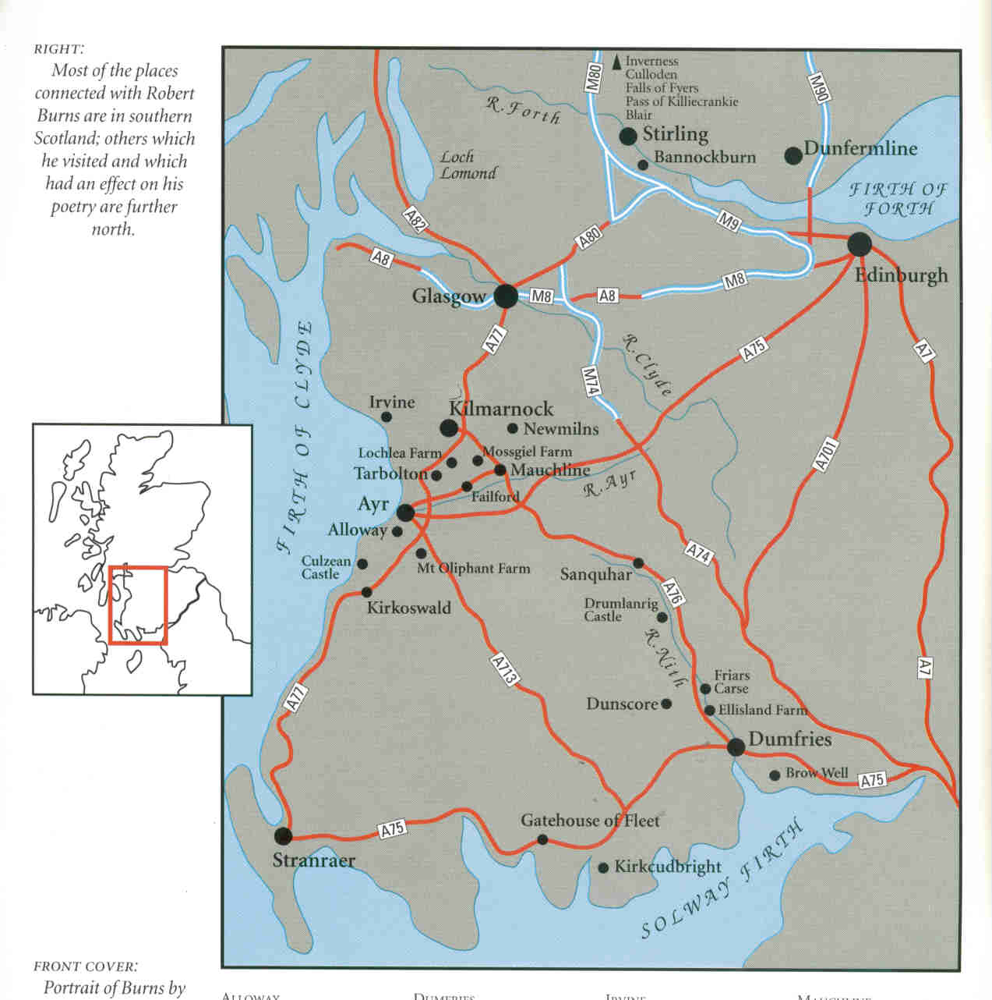 RIGHT:
Most of the places
connected with Robert
Burns are in southern
Scotland; others which
he visited and which
had an effect on his
poetry are further
north.
M80
Inverness
Culloden
Falls of Fyers
Pass of Killiecrankie
Blair
M90
R. Forth
Stirling
Dunfermline
Bannockburn
Loch
Lomond
FIRTH OF
FORTH
A82
M9
A80
A8
Edinburgh
Glasgow
M8
A8
M8
A77
A75
A7
R. Clyde
M74
FIRTH OF CLYDE
Irvine
Kilmarnock
Newmilns
A701
Lochlea Farm
Mossgiel Farm
Tarbolton
Mauchline
R. Ayr
Failford
Ayr
Alloway
A74
Culzean
Castle
Mt Oliphant Farm
Sanquhar
A76
Kirkoswald
Drumlanrig
Castle
R. Nith
A713
A7
Friars
Carse
A77
Dunscore
Ellisland Farm
Dumfries
Brow Well
A75
Gatehouse of Fleet
A75
Stranraer
Kirkcudbright
SOLWAY FIRTH
FRONT COVER:
Portrait of Burns by
ALLOWAY
DUMFRIES
IRVINE
MAUCHLINE